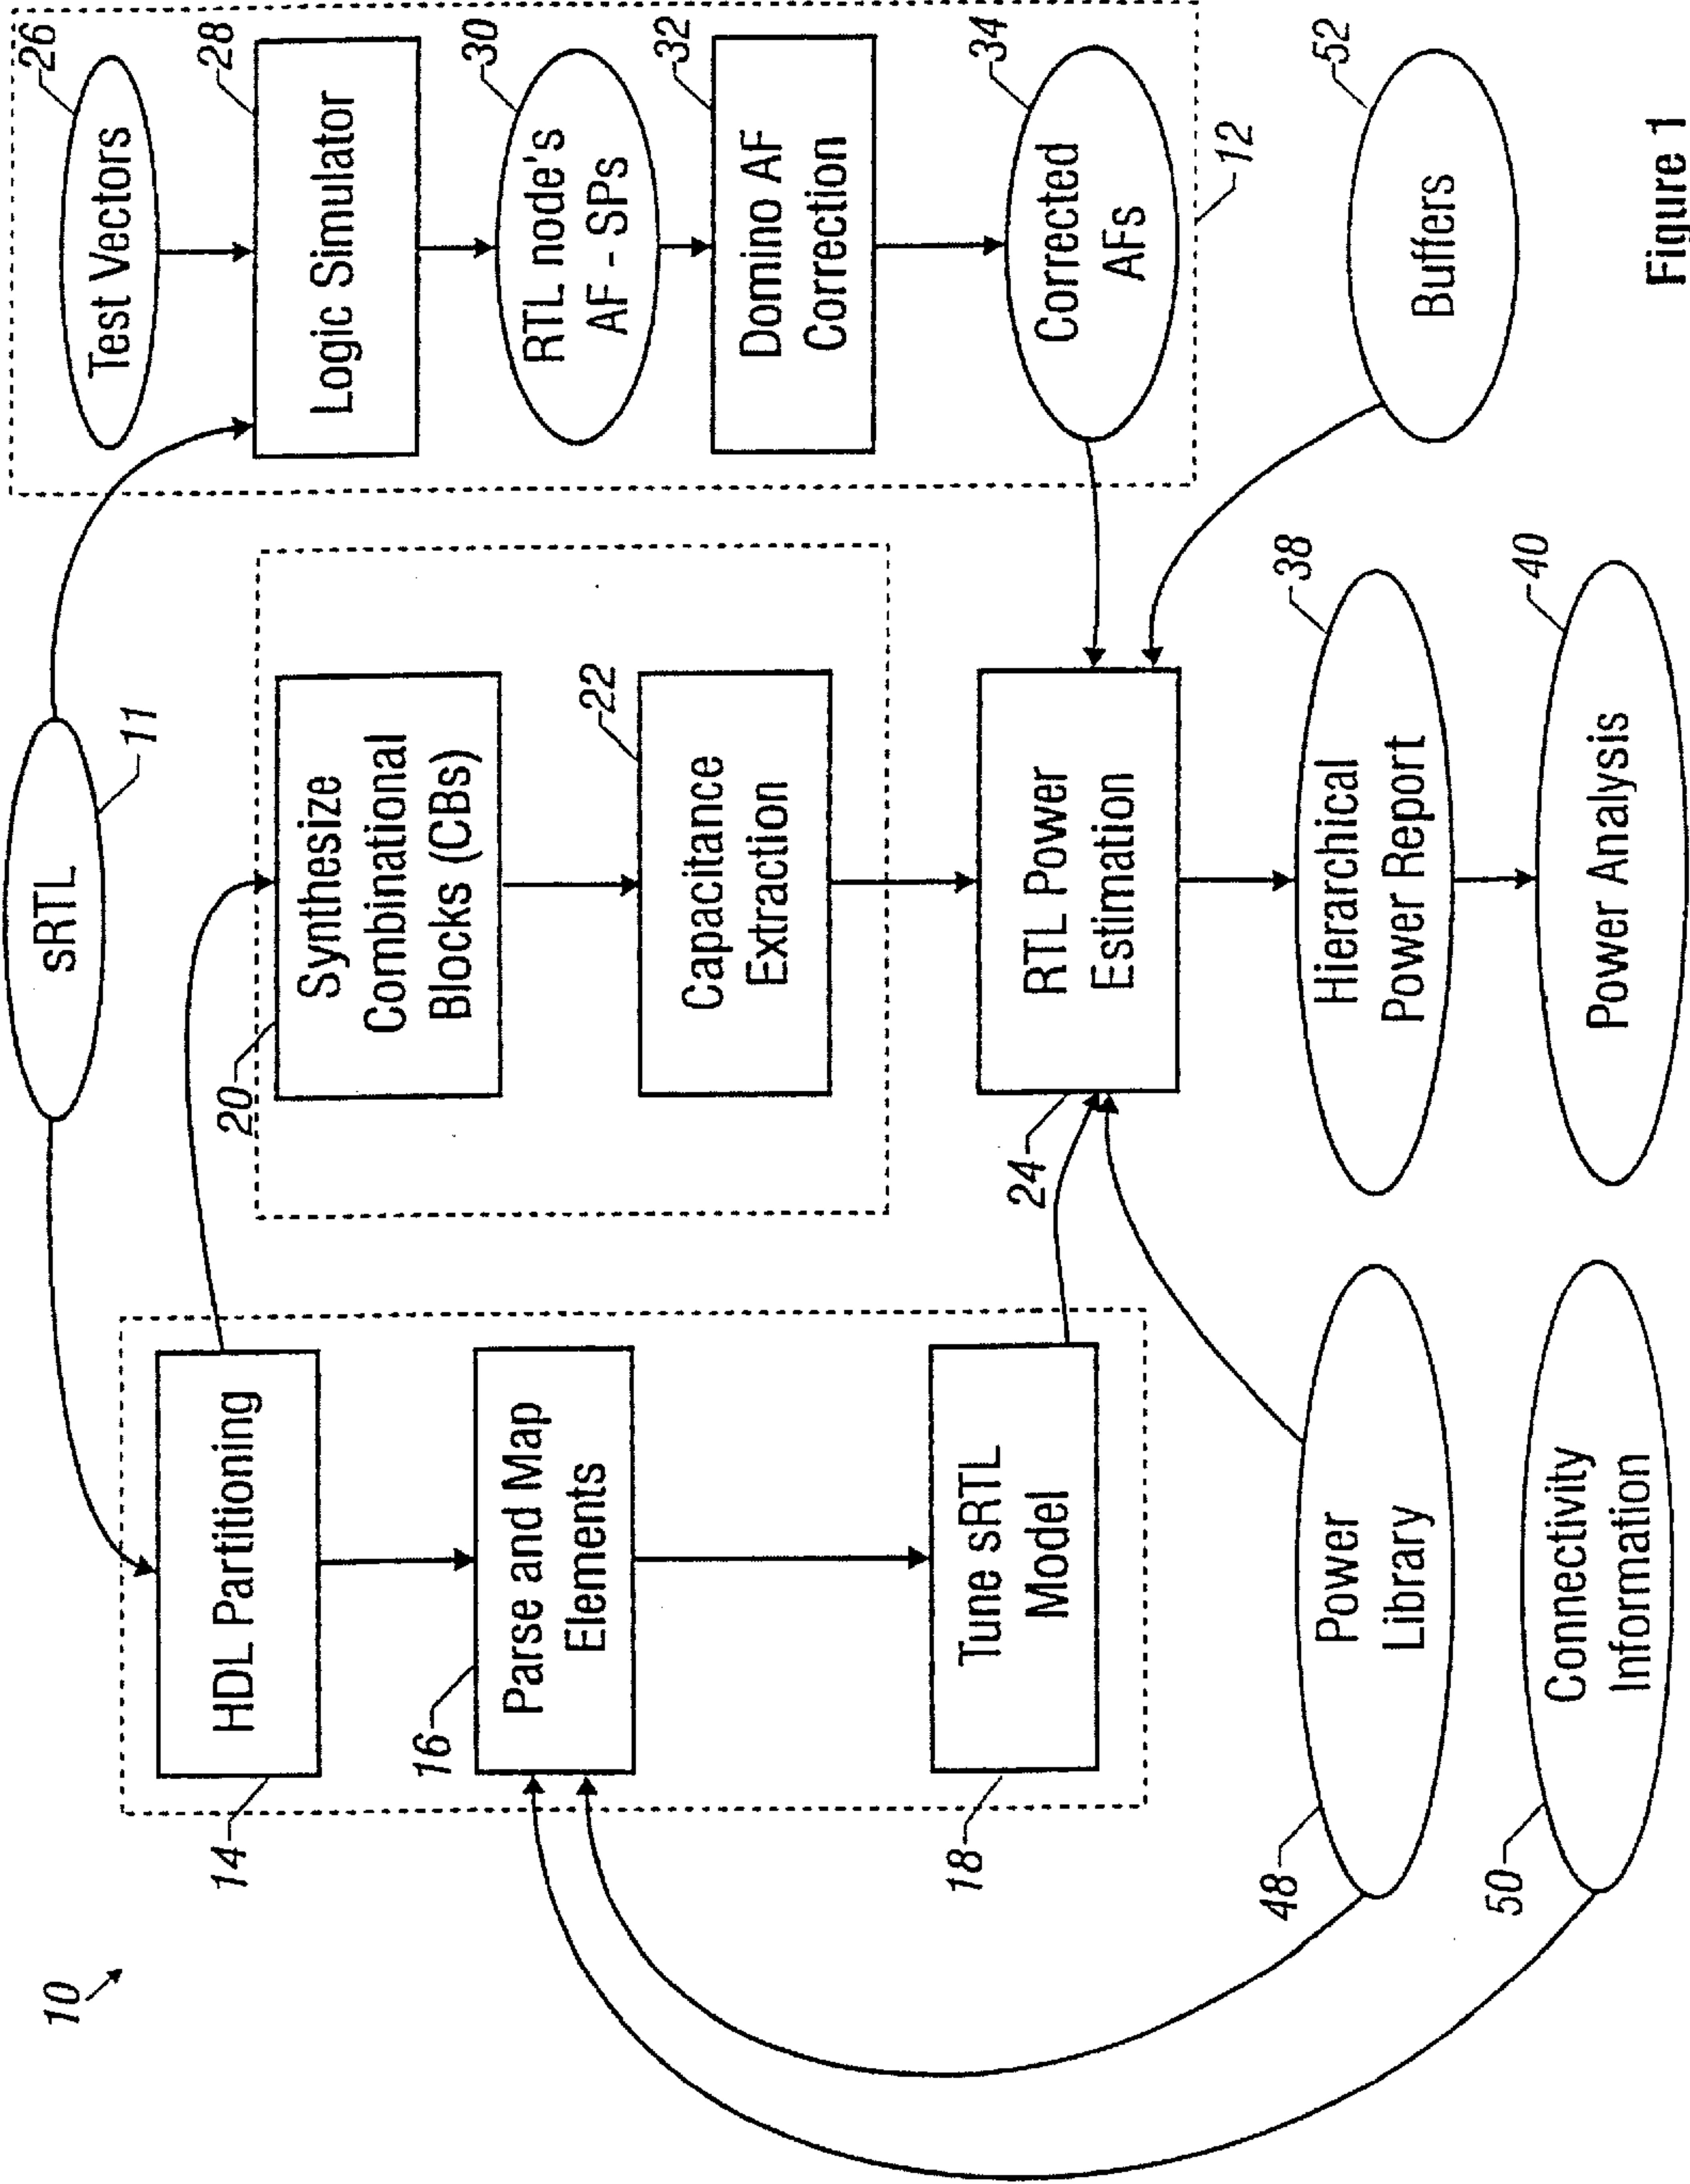 10
sRTL
11
HDL Partitioning
14
Parse and Map
Elements
16
Tune sRTL
Model
18
Power
Library
48
Connectivity
Information
50
Synthesize
Combinational
Blocks (CBs)
20
Capacitance
Extraction
22
RTL Power
Estimation
24
Hierarchical
Power Report
38
Power Analysis
40
Test Vectors
26
Logic Simulator
28
RTL node's
AF - SPs
30
Domino AF
Correction
32
Corrected
AFs
34
12
Buffers
52
Figure 1